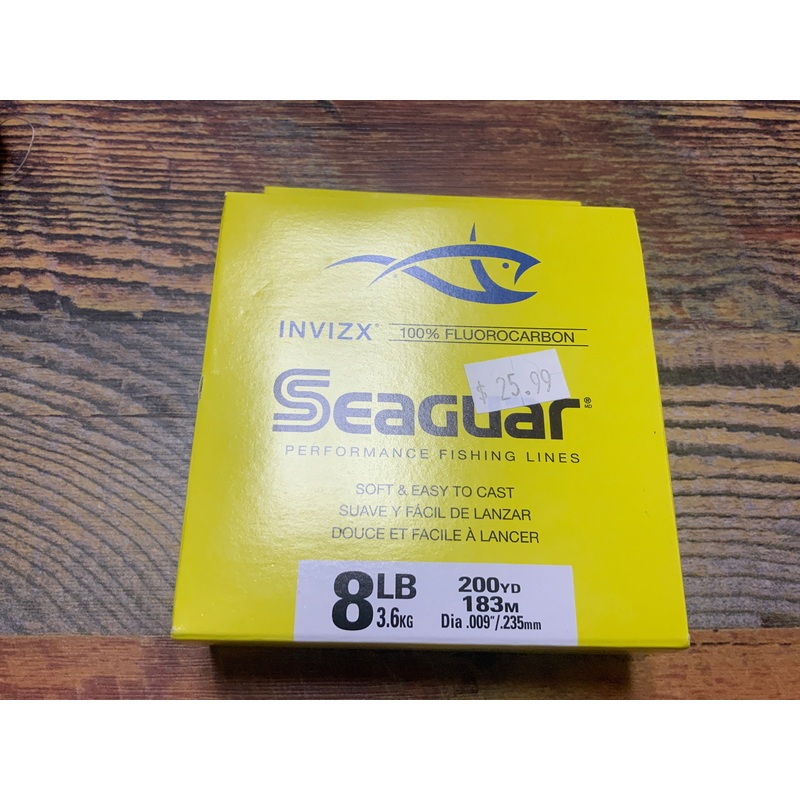 INVIZX® 100% FLUOROCARBON
$ 25.99
Seaguar® MD
PERFORMANCE FISHING LINES
SOFT & EASY TO CAST
SUAVE Y FÁCIL DE LANZAR
DOUCE ET FACILE À LANCER
8LB 200YD
3.6KG 183M
Dia .009"/.235mm